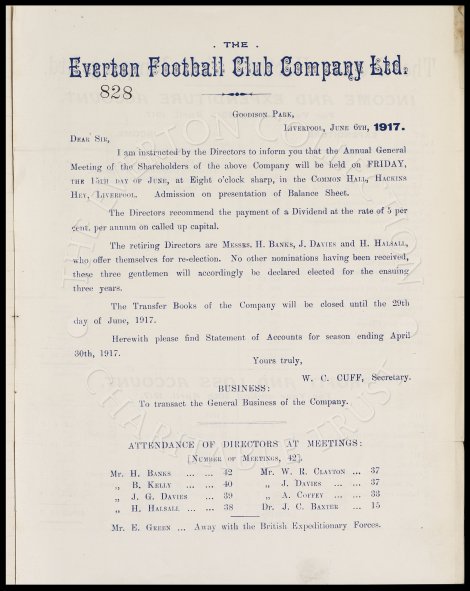 . THE .
Everton Football Club Company Ltd.
828
GOODISON PARK,
LIVERPOOL, JUNE 6TH, 1917.
DEAR SIR,
I am instructed by the Directors to inform you that the Annual General
Meeting of the Shareholders of the above Company will be held on FRIDAY,
THE 15TH DAY OF JUNE, at Eight o'clock sharp, in the COMMON HALL, HACKINS
HEY, LIVERPOOL. Admission on presentation of Balance Sheet.
The Directors recommend the payment of a Dividend at the rate of 5 per
cent. per annum on called up capital.
The retiring Directors are MESSRS. H. BANKS, J. DAVIES and H. HALSALL,
who offer themselves for re-election. No other nominations having been received,
these three gentlemen will accordingly be declared elected for the ensuing
three years.
The Transfer Books of the Company will be closed until the 29th
day of June, 1917.
Herewith please find Statement of Accounts for season ending April
30th, 1917.
Yours truly,
W. C. CUFF, Secretary.
BUSINESS:
To transact the General Business of the Company.
ATTENDANCE OF DIRECTORS AT MEETINGS:
[NUMBER OF MEETINGS, 42].
Mr. H. BANKS ... ... 42 Mr. W. R. CLAYTON ... 37
„ B. KELLY ... ... 40 „ J. DAVIES ... ... 37
„ J. G. DAVIES ... 39 „ A. COFFEY ... ... 33
„ H. HALSALL ... ... 38 Dr. J. C. BAXTER ... 15
Mr. E. GREEN ... Away with the British Expeditionary Forces.
THE EVERTON COLLECTION
CHARITABLE TRUST